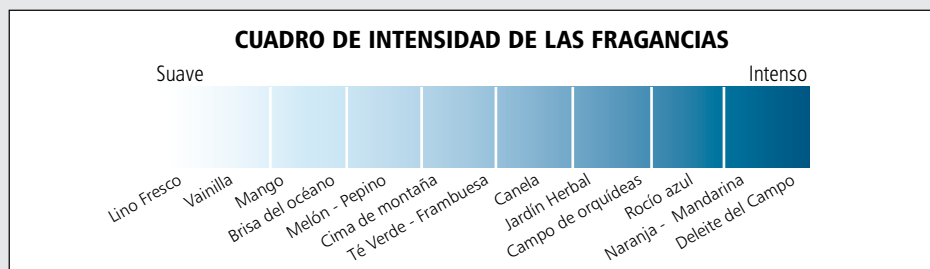 CUADRO DE INTENSIDAD DE LAS FRAGANCIAS
Suave
Intenso
Lino Fresco
Vainilla
Mango
Brisa del océano
Melón - Pepino
Cima de montaña
Té Verde - Frambuesa
Canela
Jardín Herbal
Campo de orquídeas
Rocío azul
Naranja - Mandarina
Deleite del Campo